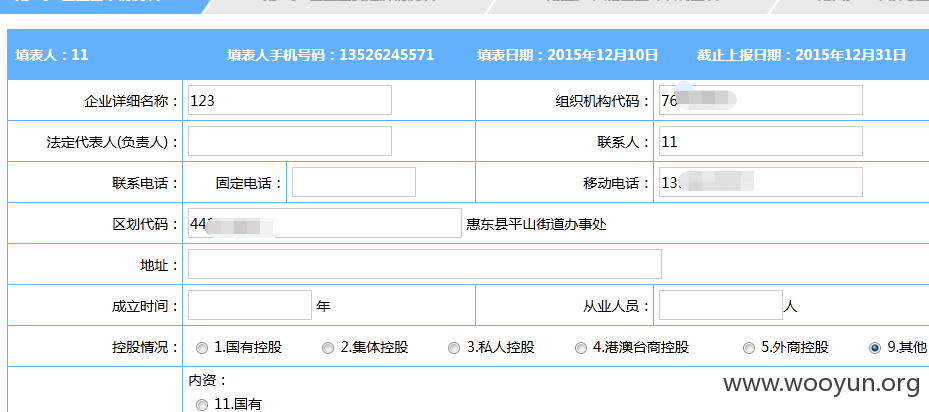 填表人：11 填表人手机号码：13526245571 填表日期：2015年12月10日 截止上报日期：2015年12月31日
企业详细名称： 123 组织机构代码： 76
法定代表人(负责人)： 联系人： 11
联系电话： 固定电话： 移动电话： 13
区划代码： 44 惠东县平山街道办事处
地址：
成立时间： 年 从业人员： 人
控股情况： 1.国有控股 2.集体控股 3.私人控股 4.港澳台商控股 5.外商控股 9.其他
内资：
www.wooyun.org
11.国有